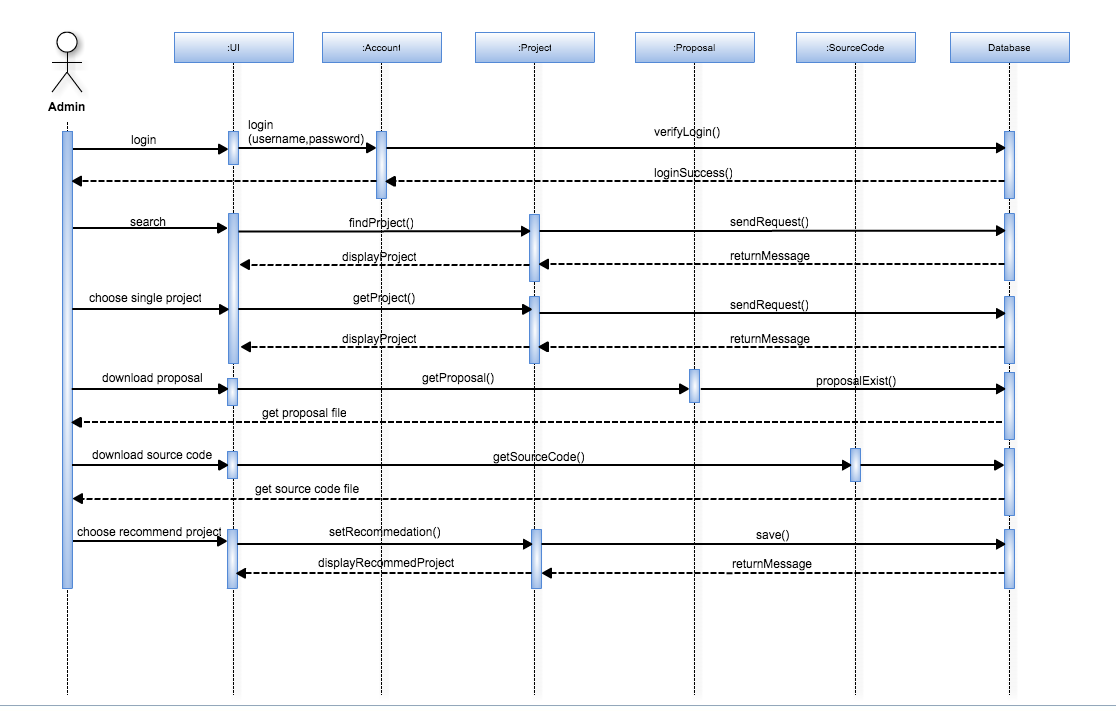 :UI
:Account
:Project
:Proposal
:SourceCode
Database
Admin
login
login
(username,password)
verifyLogin()
loginSuccess()
search
findProject()
sendRequest()
displayProject
returnMessage
choose single project
getProject()
sendRequest()
displayProject
returnMessage
download proposal
getProposal()
proposalExist()
get proposal file
download source code
getSourceCode()
get source code file
choose recommend project
setRecommedation()
save()
displayRecommedProject
returnMessage